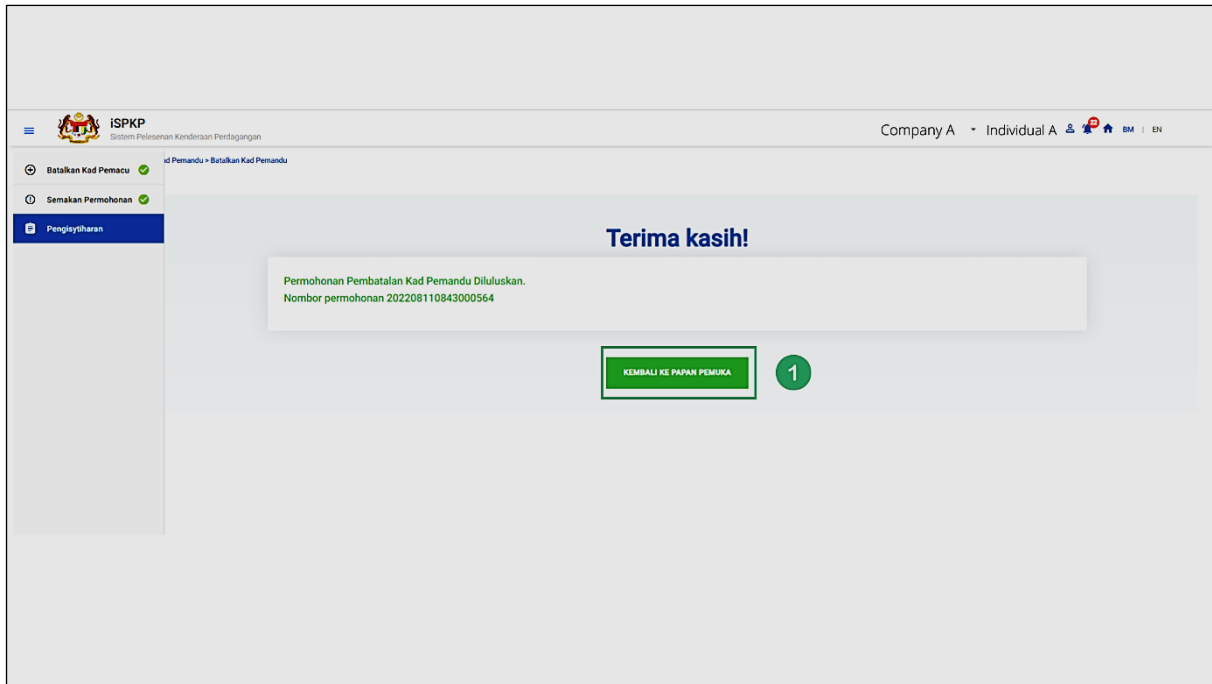 iSPKP
Sistem Pelesenan Kenderaan Perdagangan
Company A
Individual A
BM | EN
Batalkan Kad Pemacu
Semakan Permohonan
Pengisytiharan
Pemandu > Batalkan Kad Pemandu
Terima kasih!
Permohonan Pembatalan Kad Pemandu Diluluskan.
Nombor permohonan 202208110843000564
KEMBALI KE PAPAN PEMUKA
1